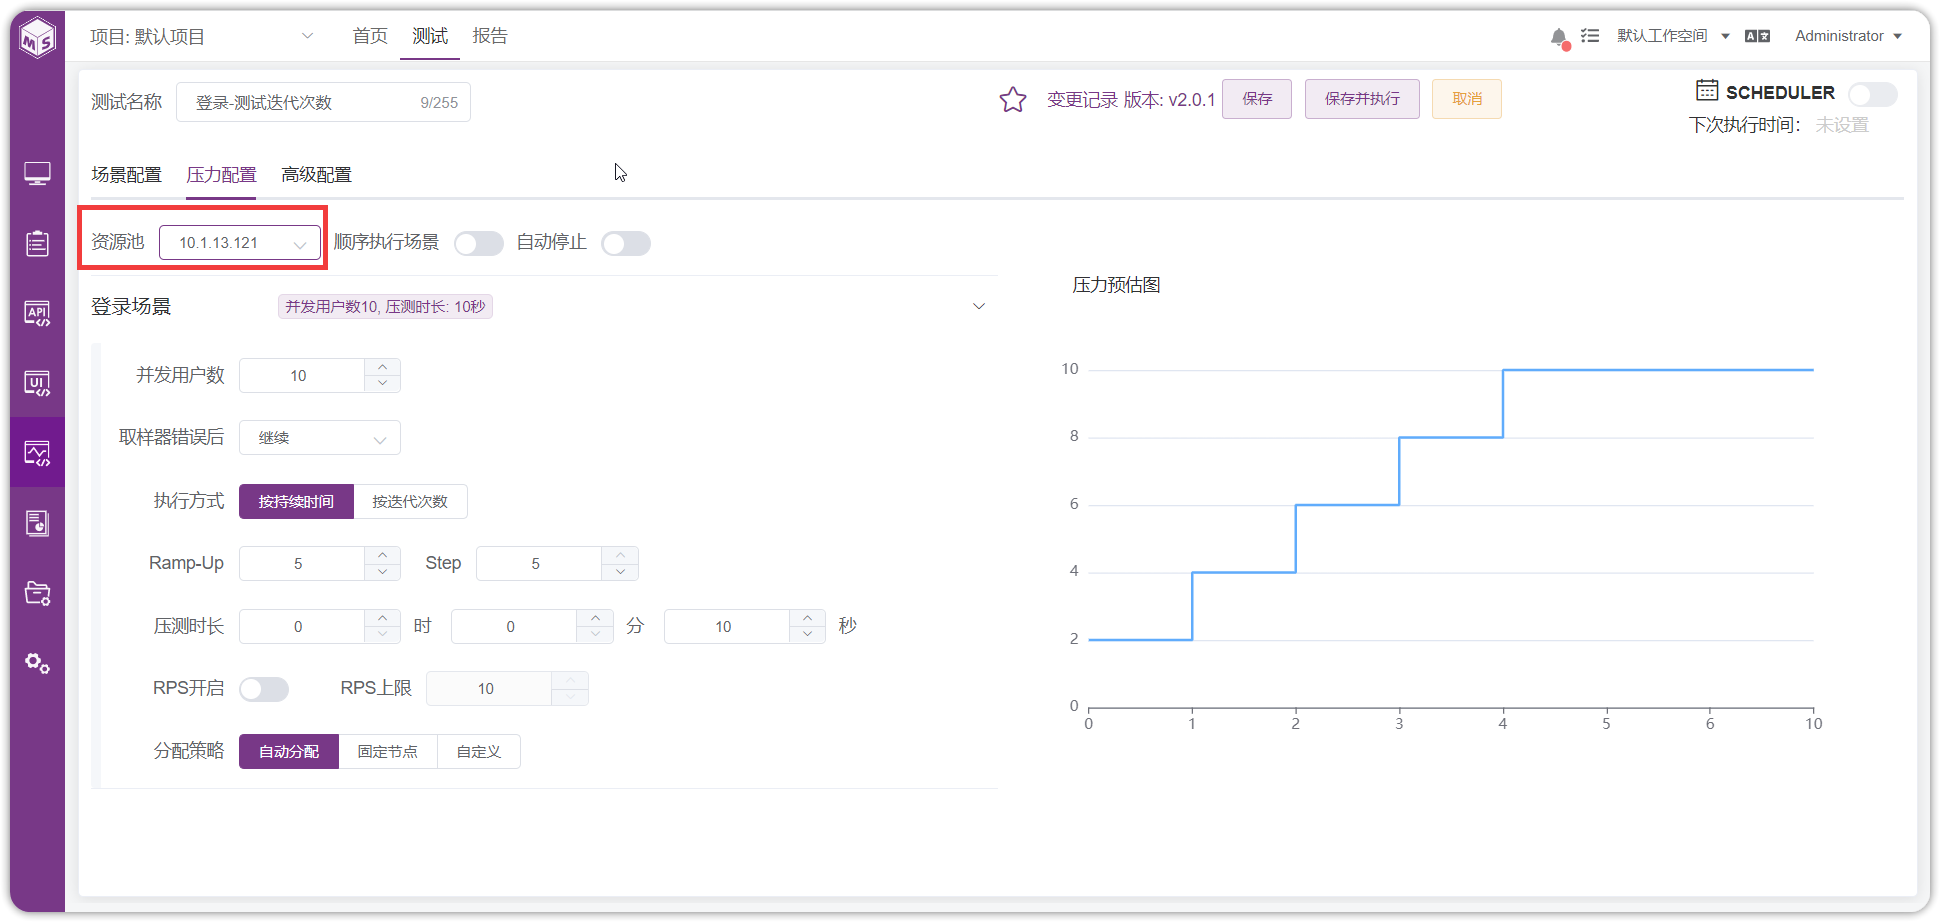 MS
项目: 默认项目
首页
测试
报告
默认工作空间
A
Administrator
测试名称
登录-测试迭代次数
9/255
变更记录
版本: v2.0.1
保存
保存并执行
取消
SCHEDULER
下次执行时间：
未设置
场景配置
压力配置
高级配置
资源池
10.1.13.121
顺序执行场景
自动停止
API
UI
登录场景
并发用户数10, 压测时长: 10秒
并发用户数
10
取样器错误后
继续
执行方式
按持续时间
按迭代次数
Ramp-Up
5
Step
5
压测时长
0
时
0
分
10
秒
RPS开启
RPS上限
10
分配策略
自动分配
固定节点
自定义
压力预估图
10
8
6
4
2
0
0
1
2
3
4
5
6
10